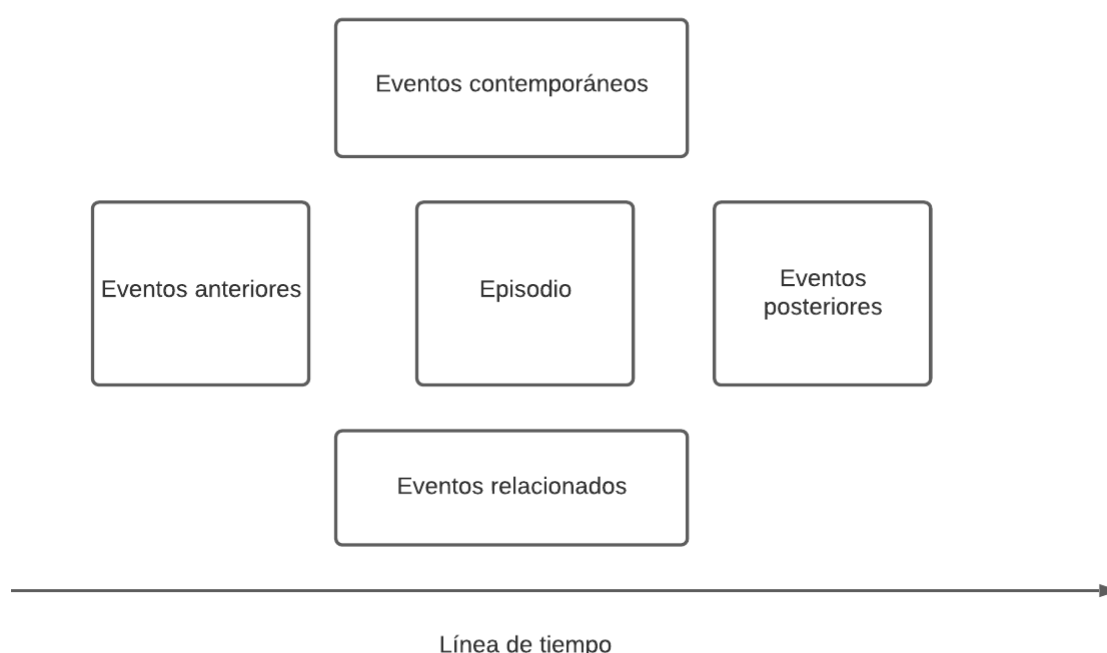 Eventos contemporáneos
Eventos anteriores
Episodio
Eventos
posteriores
Eventos relacionados
Línea de tiempo